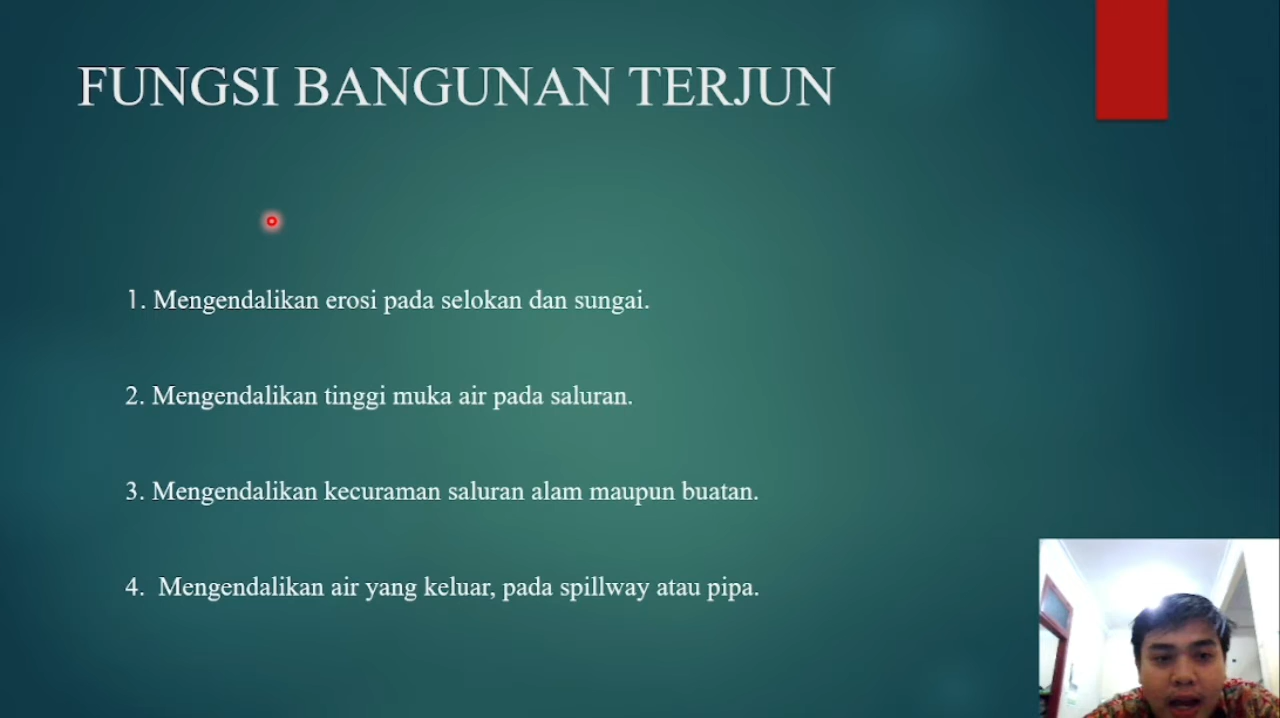 FUNGSI BANGUNAN TERJUN
1. Mengendalikan erosi pada selokan dan sungai.
2. Mengendalikan tinggi muka air pada saluran.
3. Mengendalikan kecuraman saluran alam maupun buatan.
4. Mengendalikan air yang keluar, pada spillway atau pipa.